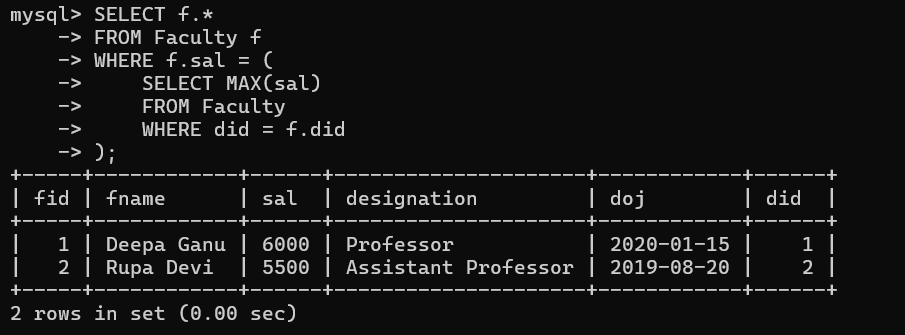 mysql> SELECT f.*
    -> FROM Faculty f
    -> WHERE f.sal = (
    ->     SELECT MAX(sal)
    ->     FROM Faculty
    ->     WHERE did = f.did
    -> );
+-----+------------+------+---------------------+------------+------+
| fid | fname      | sal  | designation         | doj        | did  |
+-----+------------+------+---------------------+------------+------+
|   1 | Deepa Ganu | 6000 | Professor           | 2020-01-15 |    1 |
|   2 | Rupa Devi  | 5500 | Assistant Professor | 2019-08-20 |    2 |
+-----+------------+------+---------------------+------------+------+
2 rows in set (0.00 sec)